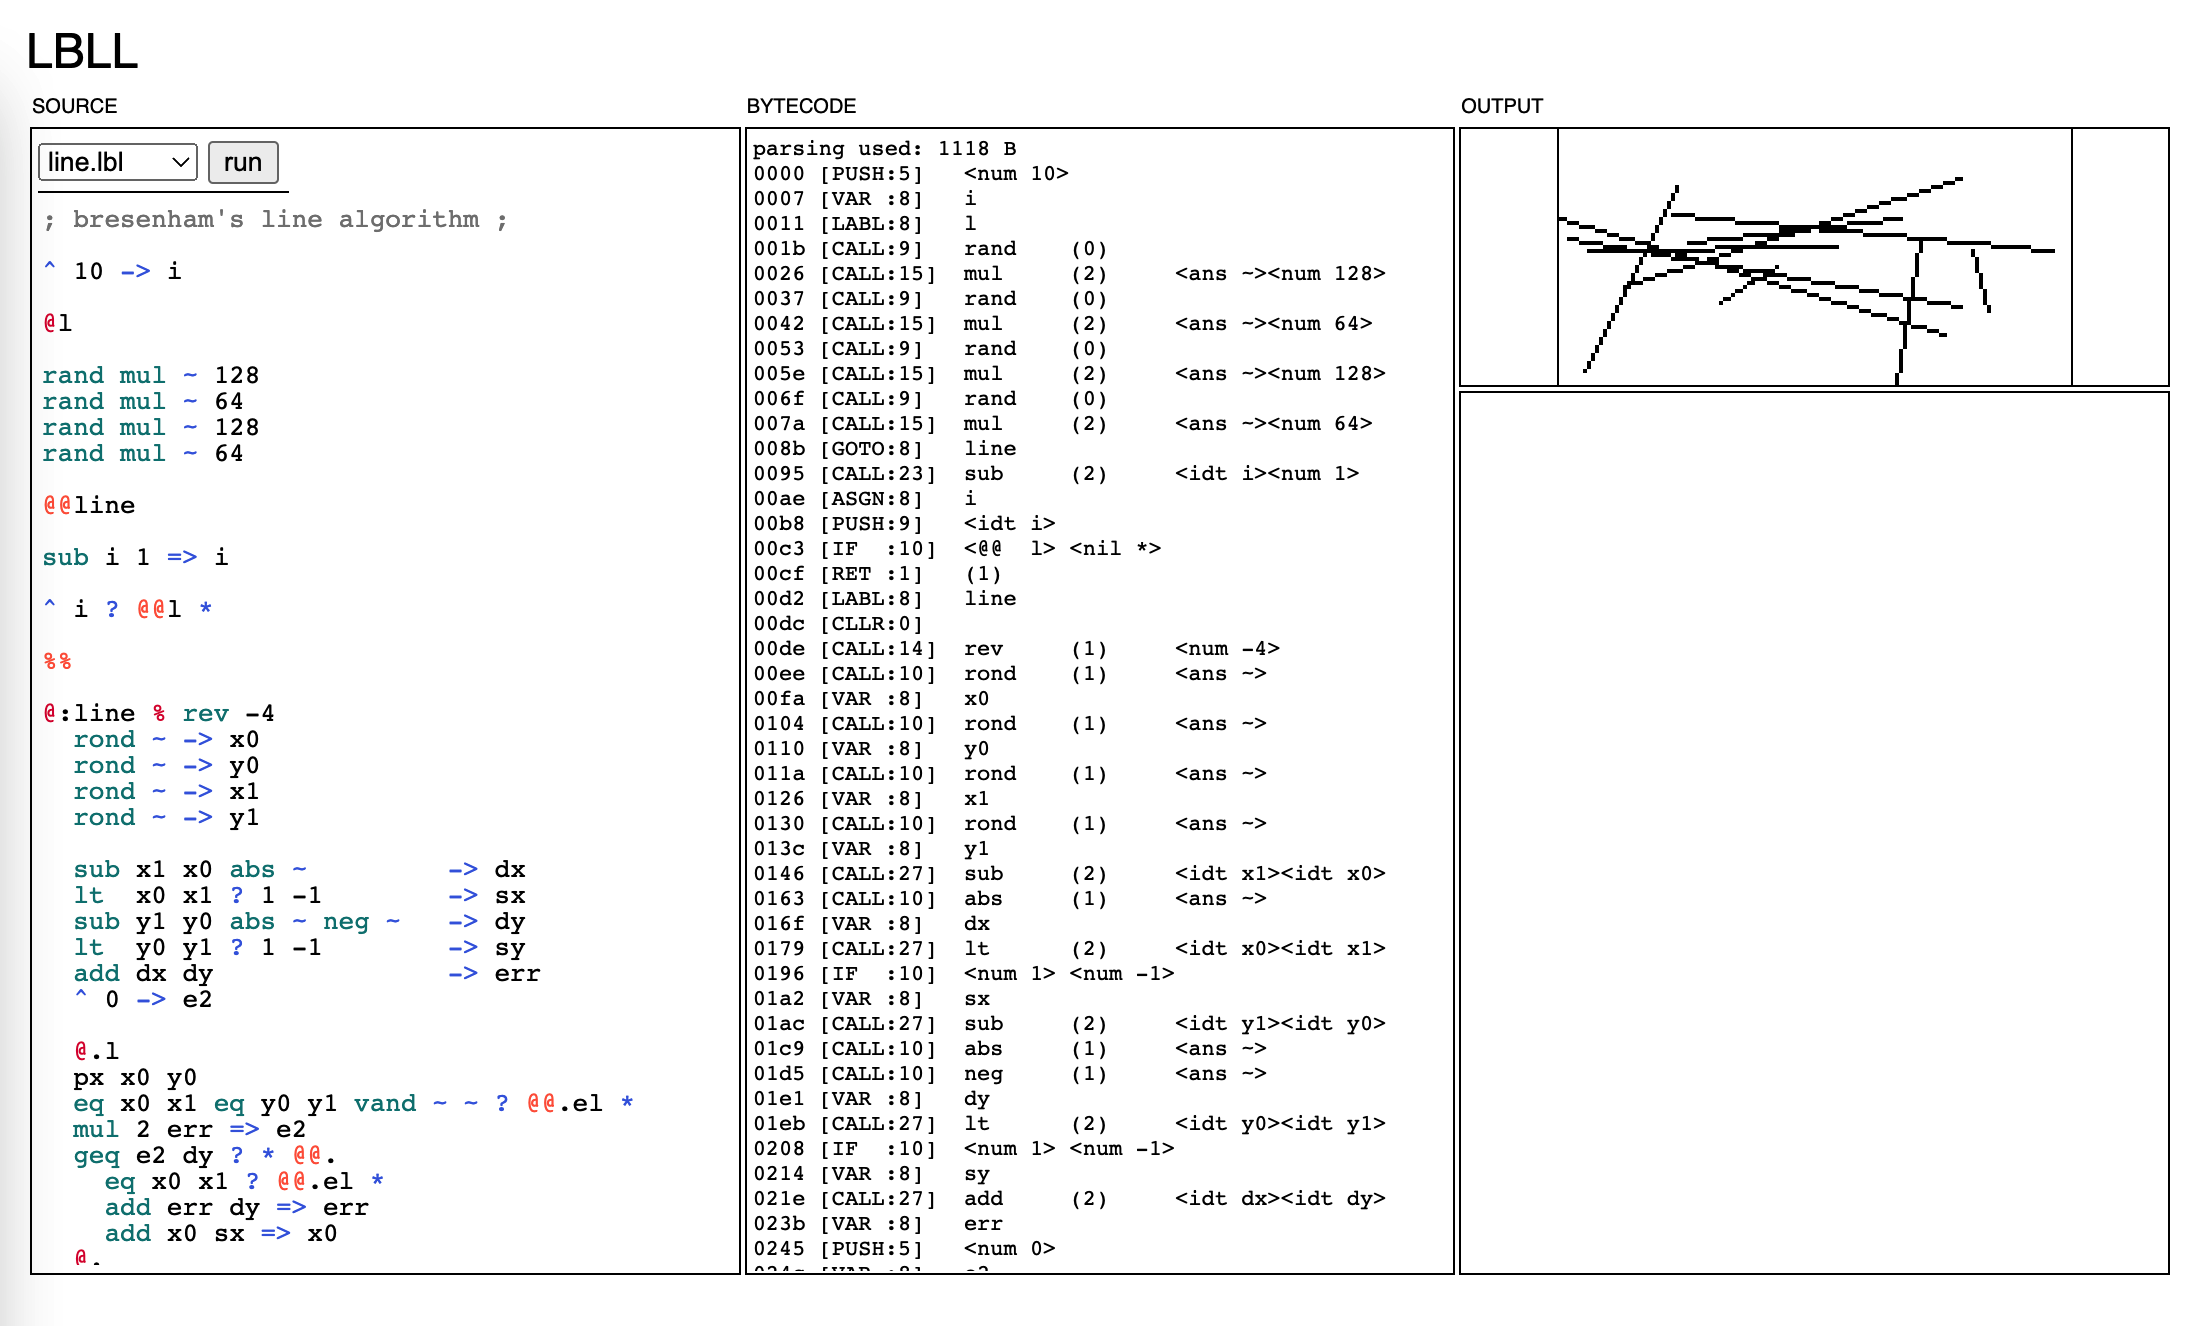 LBLL
SOURCE
line.lbl run
; bresenham's line algorithm ;
^ 10 -> i
@l
rand mul ~ 128
rand mul ~ 64
rand mul ~ 128
rand mul ~ 64
@@line
sub i 1 => i
^ i ? @@l *
%%
@:line % rev -4
rond ~ -> x0
rond ~ -> y0
rond ~ -> x1
rond ~ -> y1
sub x1 x0 abs ~ -> dx
lt x0 x1 ? 1 -1 -> sx
sub y1 y0 abs ~ neg ~ -> dy
lt y0 y1 ? 1 -1 -> sy
add dx dy -> err
^ 0 -> e2
@.l
px x0 y0
eq x0 x1 eq y0 y1 vand ~ ~ ? @@.el *
mul 2 err => e2
geq e2 dy ? * @@.
eq x0 x1 ? @@.el *
add err dy => err
add x0 sx => x0
@.
BYTECODE
parsing used: 1118 B
0000 [PUSH:5] <num 10>
0007 [VAR :8] i
0011 [LABL:8] l
001b [CALL:9] rand (0)
0026 [CALL:15] mul (2) <ans ~><num 128>
0037 [CALL:9] rand (0)
0042 [CALL:15] mul (2) <ans ~><num 64>
0053 [CALL:9] rand (0)
005e [CALL:15] mul (2) <ans ~><num 128>
006f [CALL:9] rand (0)
007a [CALL:15] mul (2) <ans ~><num 64>
008b [GOTO:8] line
0095 [CALL:23] sub (2) <idt i><num 1>
00ae [ASGN:8] i
00b8 [PUSH:9] <idt i>
00c3 [IF :10] <@@ l> <nil *>
00cf [RET :1] (1)
00d2 [LABL:8] line
00dc [CLLR:0]
00de [CALL:14] rev (1) <num -4>
00ee [CALL:10] rond (1) <ans ~>
00fa [VAR :8] x0
0104 [CALL:10] rond (1) <ans ~>
0110 [VAR :8] y0
011a [CALL:10] rond (1) <ans ~>
0126 [VAR :8] x1
0130 [CALL:10] rond (1) <ans ~>
013c [VAR :8] y1
0146 [CALL:27] sub (2) <idt x1><idt x0>
0163 [CALL:10] abs (1) <ans ~>
016f [VAR :8] dx
0179 [CALL:27] lt (2) <idt x0><idt x1>
0196 [IF :10] <num 1> <num -1>
01a2 [VAR :8] sx
01ac [CALL:27] sub (2) <idt y1><idt y0>
01c9 [CALL:10] abs (1) <ans ~>
01d5 [CALL:10] neg (1) <ans ~>
01e1 [VAR :8] dy
01eb [CALL:27] lt (2) <idt y0><idt y1>
0208 [IF :10] <num 1> <num -1>
0214 [VAR :8] sy
021e [CALL:27] add (2) <idt dx><idt dy>
023b [VAR :8] err
0245 [PUSH:5] <num 0>
OUTPUT